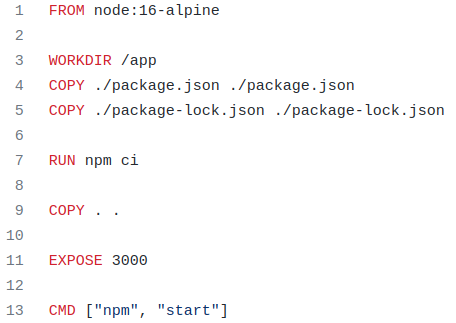 1 FROM node:16-alpine
2
3 WORKDIR /app
4 COPY ./package.json ./package.json
5 COPY ./package-lock.json ./package-lock.json
6
7 RUN npm ci
8
9 COPY . .
10
11 EXPOSE 3000
12
13 CMD ["npm", "start"]